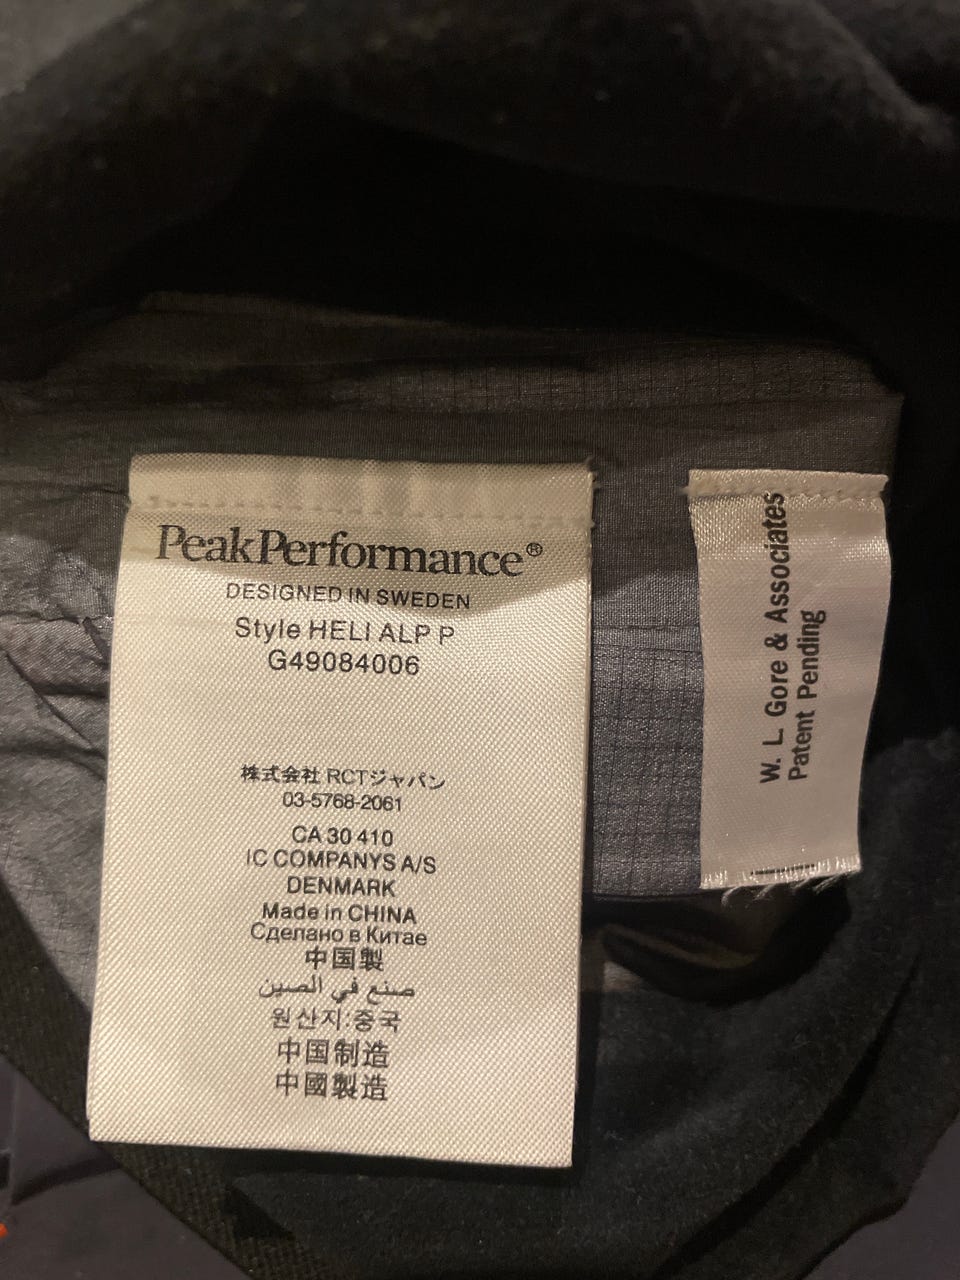 PeakPerformance®
DESIGNED IN SWEDEN
Style HELI ALP P
G49084006
株式会社 RCTジャパン
03-5768-2061
CA 30 410
IC COMPANYS A/S
DENMARK
Made in CHINA
Сделано в Китае
中国製
صنع في الصين
원산지:중국
中国制造
中國製造
W. L. Gore & Associates
Patent Pending